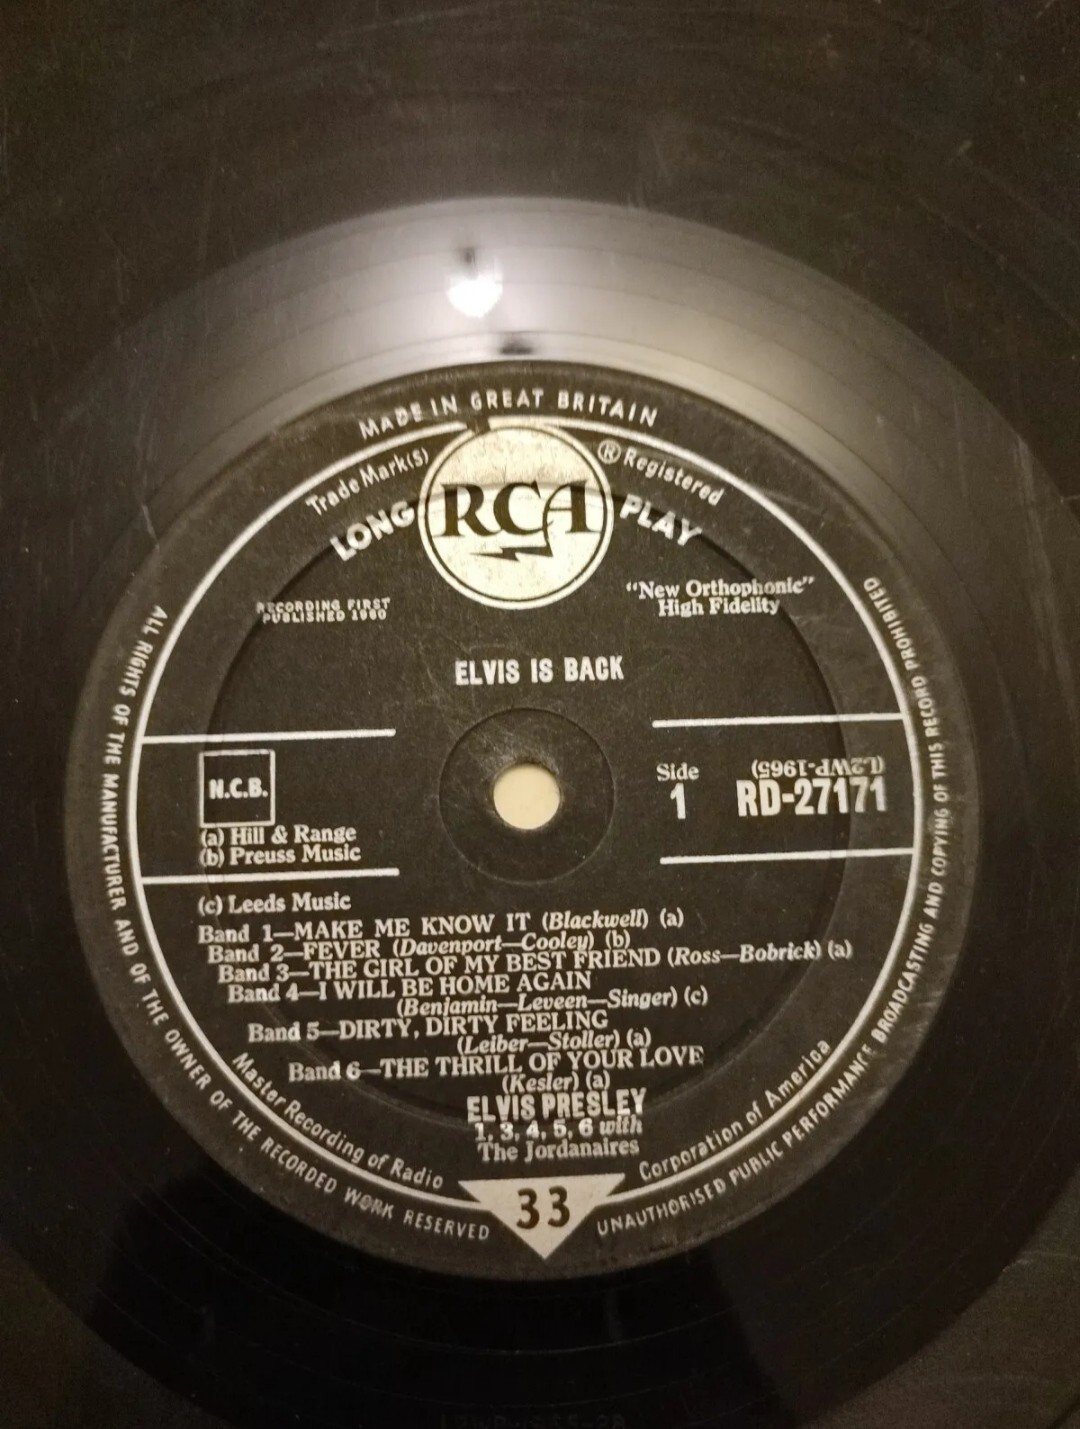 MADE IN GREAT BRITAIN
Trade Mark(s)
® Registered
LONG
RCA
PLAY
RECORDING FIRST
PUBLISHED 1960
"New Orthophonic"
High Fidelity
ELVIS IS BACK
N.C.B.
Side
1
(L2WP-1965)
RD-27171
(a) Hill & Range
(b) Preuss Music
(c) Leeds Music
Band 1—MAKE ME KNOW IT (Blackwell) (a)
Band 2—FEVER (Davenport—Cooley) (b)
Band 3—THE GIRL OF MY BEST FRIEND (Ross—Bobrick) (a)
Band 4—I WILL BE HOME AGAIN
(Benjamin—Leveen—Singer) (c)
Band 5—DIRTY, DIRTY FEELING
(Leiber—Stoller) (a)
Band 6—THE THRILL OF YOUR LOVE
(Kesler) (a)
ELVIS PRESLEY
1, 3, 4, 5, 6 with
The Jordanaires
Master Recording of Radio
Corporation of America
33
ALL RIGHTS OF THE MANUFACTURER AND OF THE OWNER OF THE RECORDED WORK RESERVED
UNAUTHORISED PUBLIC PERFORMANCE BROADCASTING AND COPYING OF THIS RECORD PROHIBITED